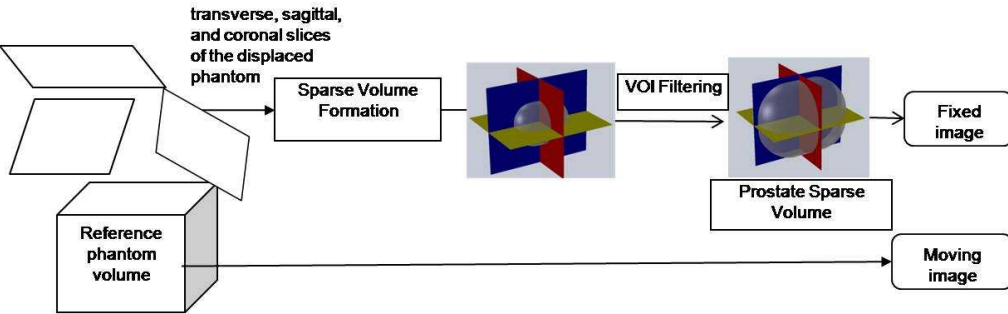 transverse, sagittal,
and coronal slices
of the displaced
phantom
Sparse Volume
Formation
VOI Filtering
Fixed
image
Prostate Sparse
Volume
Reference
phantom
volume
Moving
image